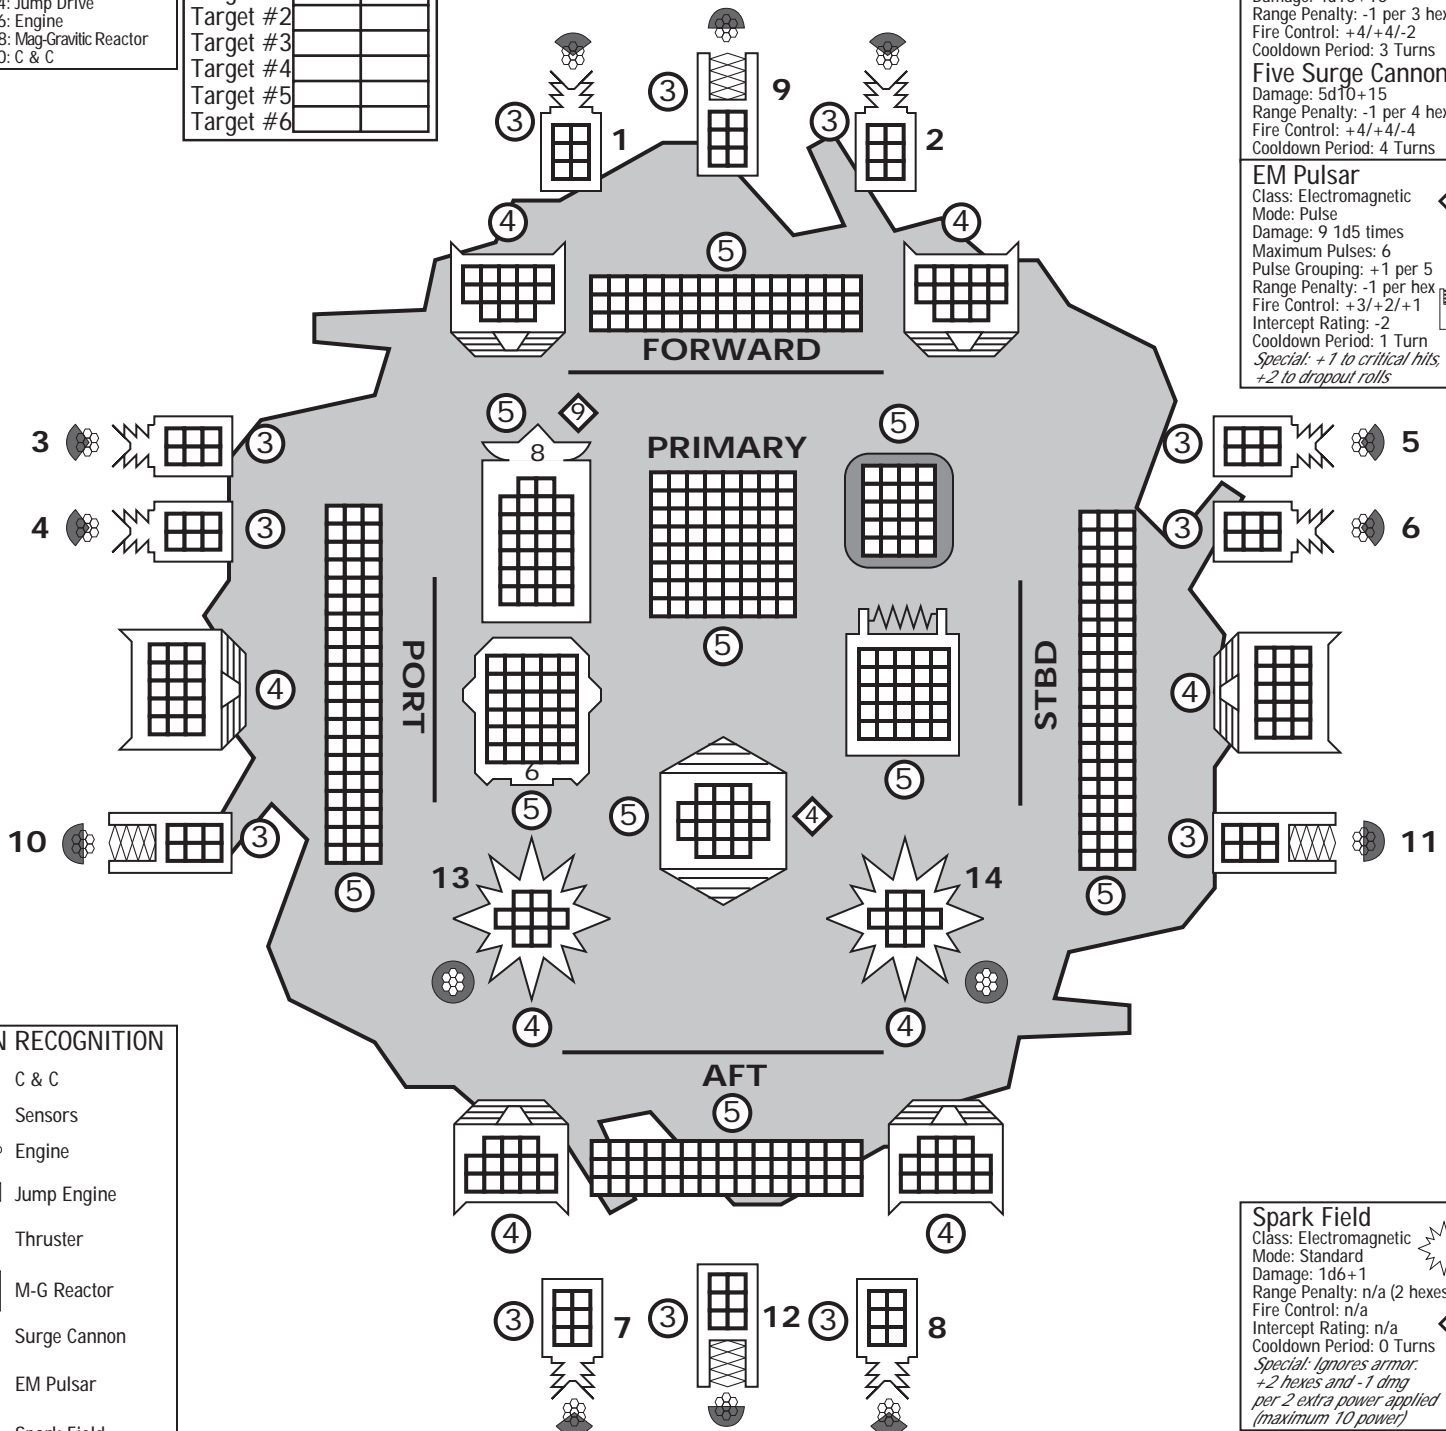 4: Jump Drive
6: Engine
8: Mag-Gravitic Reactor
0: C & C
Target #2
Target #3
Target #4
Target #5
Target #6
Range Penalty: -1 per 3 hex
Fire Control: +4/+4/-2
Cooldown Period: 3 Turns
Five Surge Cannon
Damage: 5d10+15
Range Penalty: -1 per 4 hex
Fire Control: +4/+4/-4
Cooldown Period: 4 Turns
EM Pulsar
Class: Electromagnetic
Mode: Pulse
Damage: 9 1d5 times
Maximum Pulses: 6
Pulse Grouping: +1 per 5
Range Penalty: -1 per hex
Fire Control: +3/+2/+1
Intercept Rating: -2
Cooldown Period: 1 Turn
Special: +1 to critical hits,
+2 to dropout rolls
3 9
3 1 3 2
4 4
5
FORWARD
5 9 5
8 PRIMARY
3 3 3 5
4 3 3 6
5
PORT STBD
4 4
6 5
5 5 4
10 3 3 11
5 13 14 5
4 4
AFT
5
4 4
3 7 3 12 3 8
N RECOGNITION
C & C
Sensors
Engine
Jump Engine
Thruster
M-G Reactor
Surge Cannon
EM Pulsar
Spark Field
Class: Electromagnetic
Mode: Standard
Damage: 1d6+1
Range Penalty: n/a (2 hexes
Fire Control: n/a
Intercept Rating: n/a
Cooldown Period: 0 Turns
Special: Ignores armor.
+2 hexes and -1 dmg
per 2 extra power applied
(maximum 10 power)